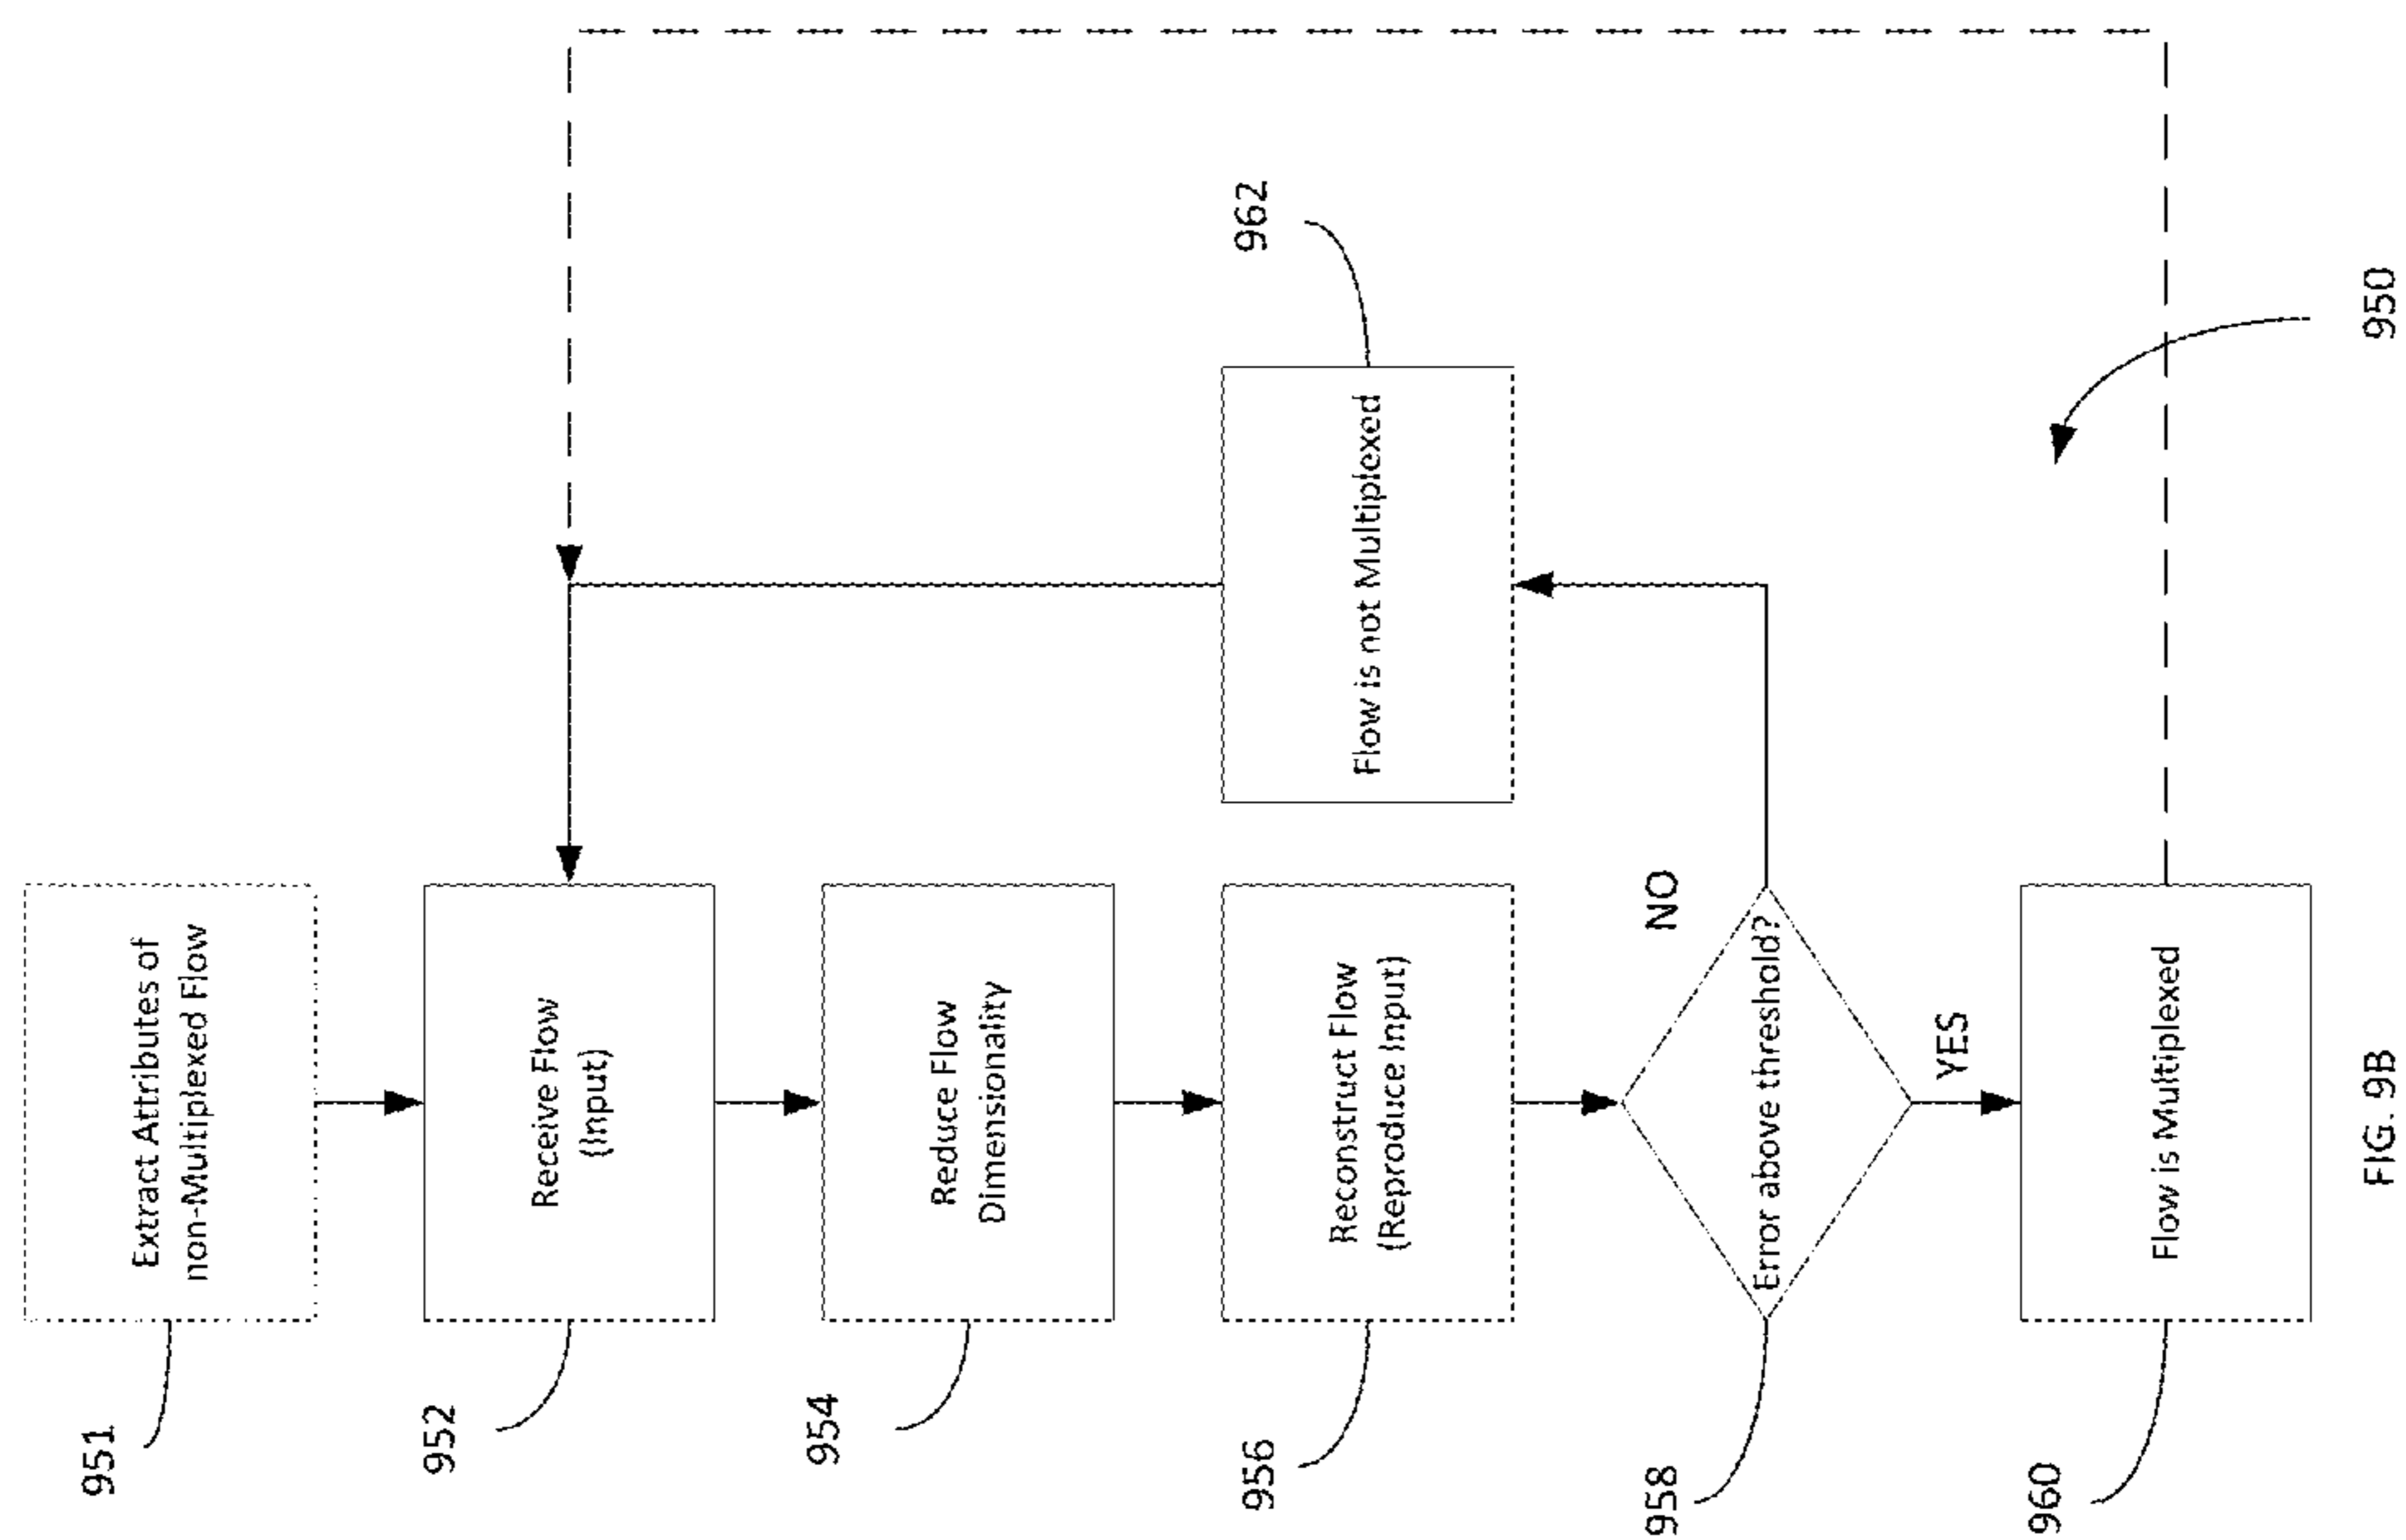 951
Extract Attributes of
non-Multiplexed Flow
952
Receive Flow
(Input)
954
Reduce Flow
Dimensionality
956
Reconstruct Flow
(Reproduce Input)
958
Error above threshold?
NO
YES
962
Flow is not Multiplexed
960
Flow is Multiplexed
950
FIG. 9B